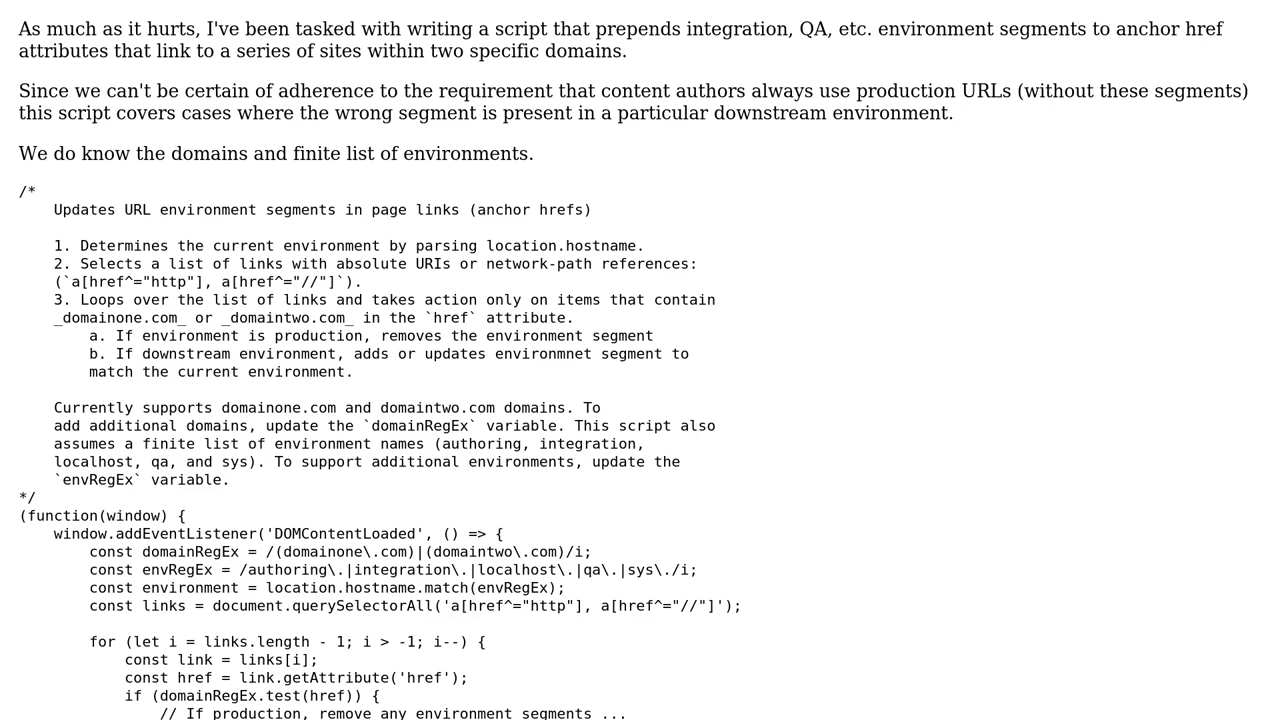 As much as it hurts, I've been tasked with writing a script that prepends integration, QA, etc. environment segments to anchor href
attributes that link to a series of sites within two specific domains.
Since we can't be certain of adherence to the requirement that content authors always use production URLs (without these segments)
this script covers cases where the wrong segment is present in a particular downstream environment.
We do know the domains and finite list of environments.
/*
    Updates URL environment segments in page links (anchor hrefs)

    1. Determines the current environment by parsing location.hostname.
    2. Selects a list of links with absolute URIs or network-path references:
    (`a[href^="http"], a[href^="//"]`).
    3. Loops over the list of links and takes action only on items that contain
    _domainone.com_ or _domaintwo.com_ in the `href` attribute.
        a. If environment is production, removes the environment segment
        b. If downstream environment, adds or updates environmnet segment to
        match the current environment.

    Currently supports domainone.com and domaintwo.com domains. To
    add additional domains, update the `domainRegEx` variable. This script also
    assumes a finite list of environment names (authoring, integration,
    localhost, qa, and sys). To support additional environments, update the
    `envRegEx` variable.
*/
(function(window) {
    window.addEventListener('DOMContentLoaded', () => {
        const domainRegEx = /(domainone\.com)|(domaintwo\.com)/i;
        const envRegEx = /authoring\.|integration\.|localhost\.|qa\.|sys\./i;
        const environment = location.hostname.match(envRegEx);
        const links = document.querySelectorAll('a[href^="http"], a[href^="//"]');

        for (let i = links.length - 1; i > -1; i--) {
            const link = links[i];
            const href = link.getAttribute('href');
            if (domainRegEx.test(href)) {
                // If production, remove any environment segments ...